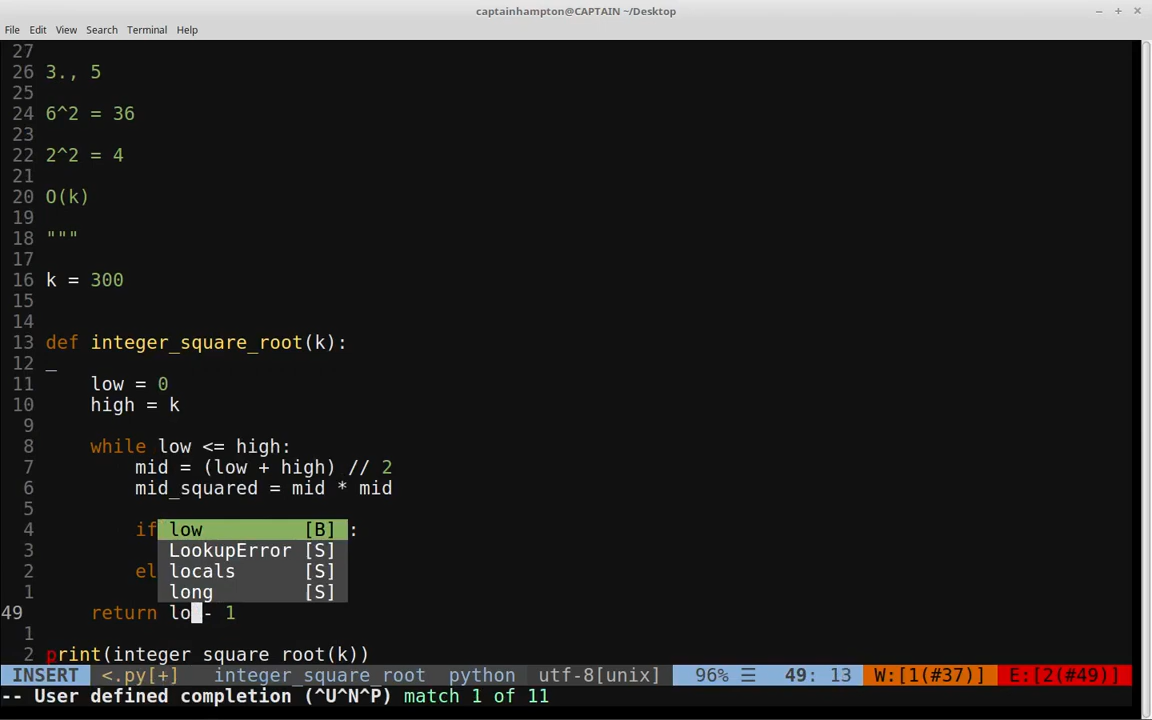 captainhampton@CAPTAIN ~/Desktop
File Edit View Search Terminal Help
27
26 3., 5
25
24 6^2 = 36
23
22 2^2 = 4
21
20 O(k)
19
18 """
17
16 k = 300
15
14
13 def integer_square_root(k):
12 _
11 low = 0
10 high = k
9
8 while low <= high:
7 mid = (low + high) // 2
6 mid_squared = mid * mid
5
4 if low [B] :
3 LookupError [S]
2 el locals [S]
1 long [S]
49 return lo - 1
1
2 print(integer_square_root(k))
INSERT <.py[+] integer_square_root python utf-8[unix] 96% ☰ 49: 13 W:[1(#37)] E:[2(#49)]
-- User defined completion (^U^N^P) match 1 of 11